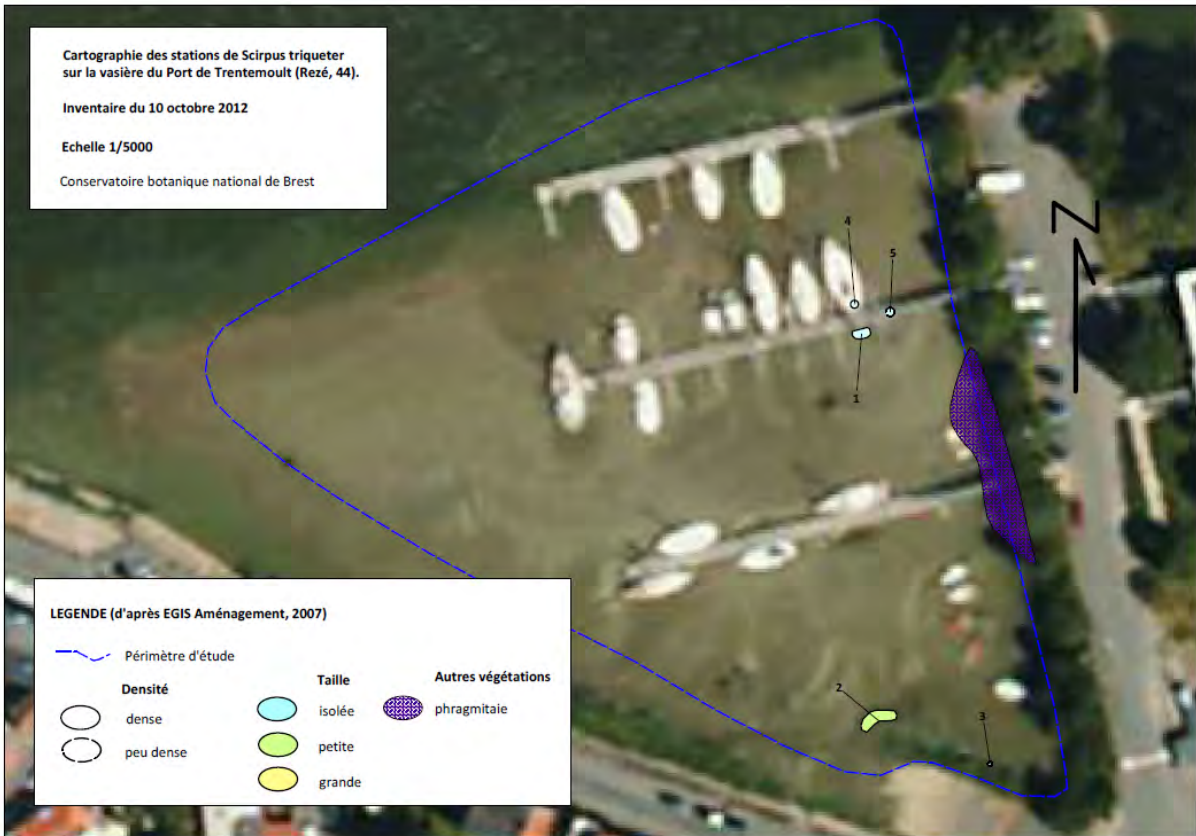 Cartographie des stations de Scirpus triqueter
sur la vasière du Port de Trentemoult (Rezé, 44).
Inventaire du 10 octobre 2012
Echelle 1/5000
Conservatoire botanique national de Brest
4
5
N
1
LEGENDE (d'après EGIS Aménagement, 2007)
Périmètre d'étude
Densité
Taille
Autres végétations
dense
isolée
phragmitaie
peu dense
petite
grande
2
3